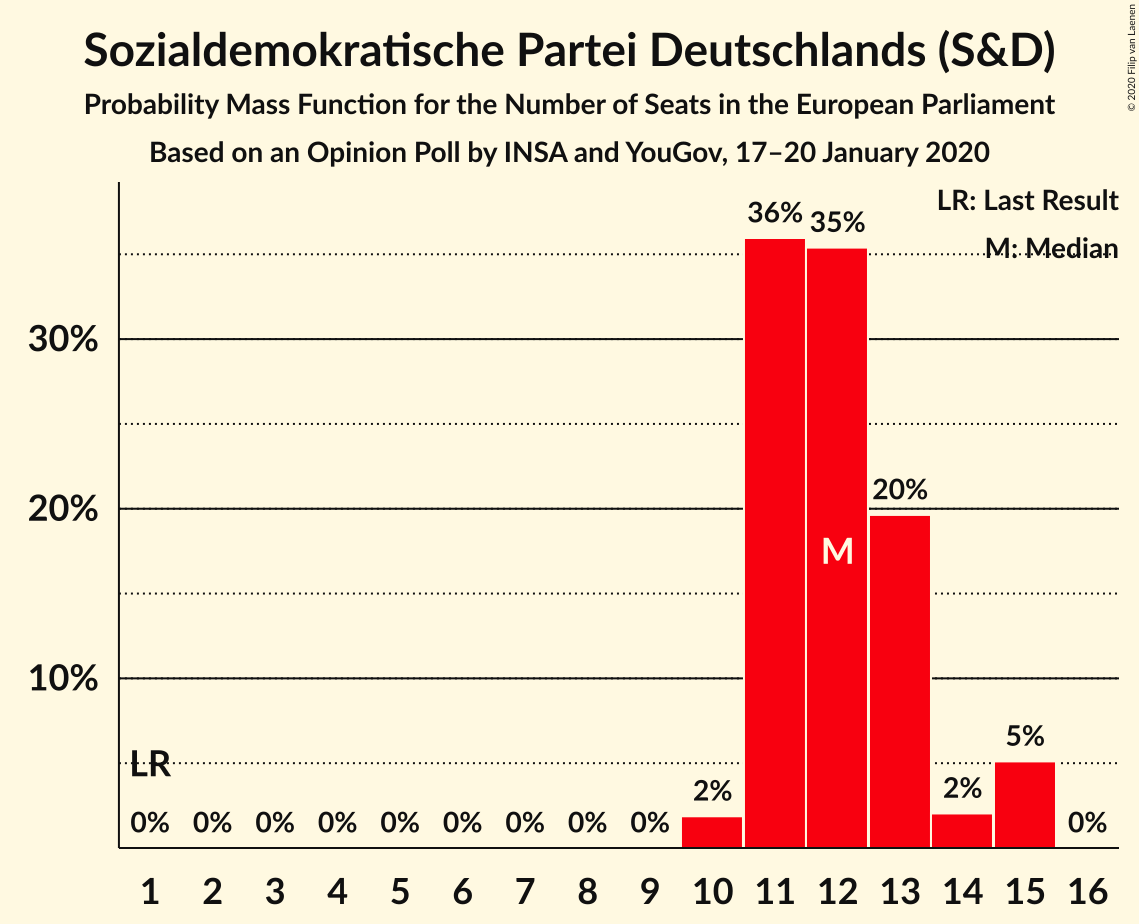 Sozialdemokratische Partei Deutschlands (S&D)
Probability Mass Function for the Number of Seats in the European Parliament
Based on an Opinion Poll by INSA and YouGov, 17–20 January 2020
© 2020 Filip van Laenen
LR: Last Result
M: Median
36%
35%
30%
20%
20%
M
10%
LR
5%
2%
2%
0% 0% 0% 0% 0% 0% 0% 0% 0% 0%
1 2 3 4 5 6 7 8 9 10 11 12 13 14 15 16